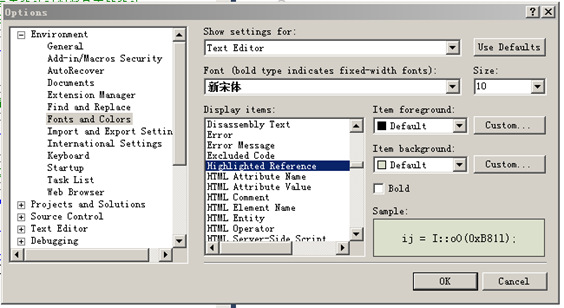 Options
Environment
General
Add-in/Macros Security
AutoRecover
Documents
Extension Manager
Find and Replace
Fonts and Colors
Import and Export Settin
International Settings
Keyboard
Startup
Task List
Web Browser
Projects and Solutions
Source Control
Text Editor
Debugging
Show settings for:
Text Editor
Use Defaults
Font (bold type indicates fixed-width fonts):
Size:
新宋体
10
Display items:
Disassembly Text
Error
Error Message
Excluded Code
Highlighted Reference
HTML Attribute Name
HTML Attribute Value
HTML Comment
HTML Element Name
HTML Entity
HTML Operator
HTML Server-Side Script
Item foreground:
Default
Custom...
Item background:
Default
Custom...
Bold
Sample:
ij = I::oO(0xB81l);
OK
Cancel